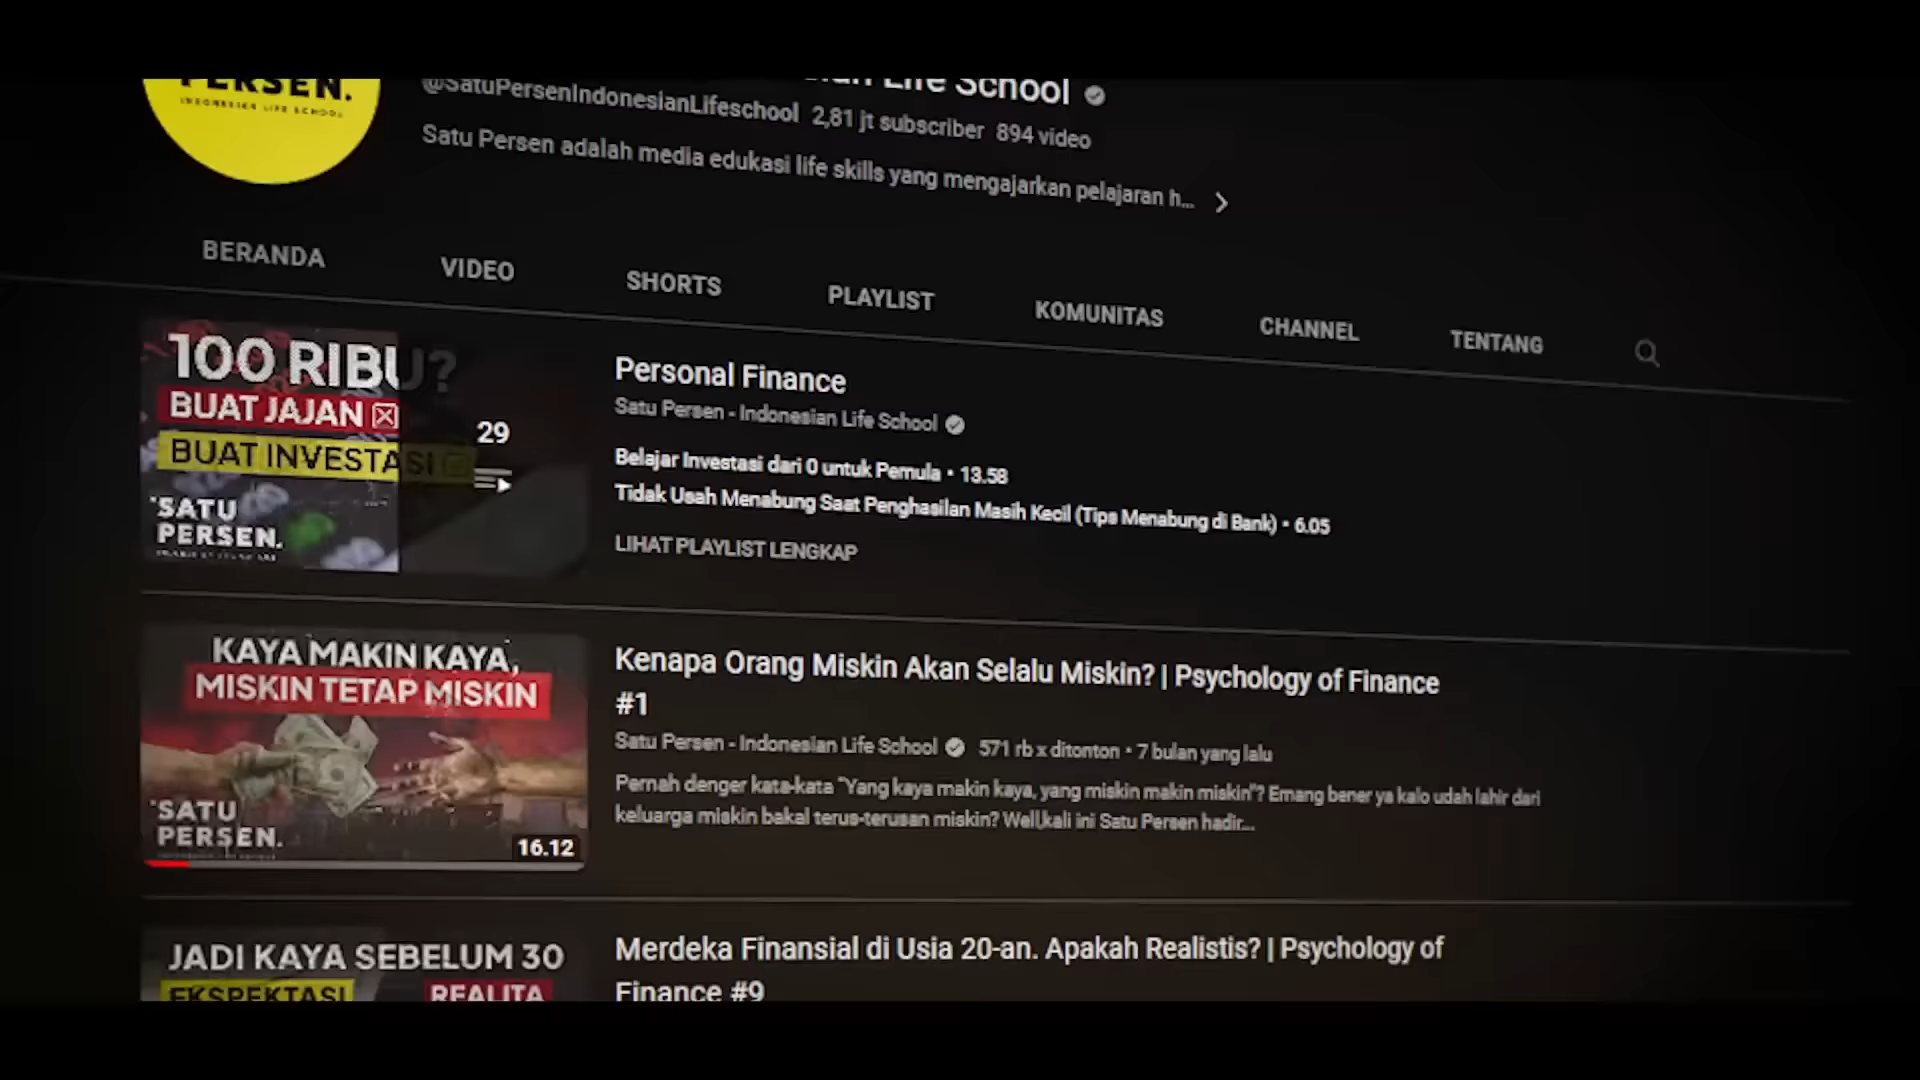 PERSEN.
INDONESIAN LIFE SCHOOL
Life School
@SatuPersenIndonesianLifeschool 2,81 jt subscriber 894 video
Satu Persen adalah media edukasi life skills yang mengajarkan pelajaran h...
BERANDA VIDEO SHORTS PLAYLIST KOMUNITAS CHANNEL TENTANG
100 RIBU?
BUAT JAJAN
BUAT INVESTASI
SATU
PERSEN.
29
Personal Finance
Satu Persen - Indonesian Life School
Belajar Investasi dari 0 untuk Pemula • 13.58
Tidak Usah Menabung Saat Penghasilan Masih Kecil (Tips Menabung di Bank) • 6.05
LIHAT PLAYLIST LENGKAP
KAYA MAKIN KAYA,
MISKIN TETAP MISKIN
SATU
PERSEN.
16.12
Kenapa Orang Miskin Akan Selalu Miskin? | Psychology of Finance
#1
Satu Persen - Indonesian Life School 571 rb x ditonton • 7 bulan yang lalu
Pernah denger kata-kata "Yang kaya makin kaya, yang miskin makin miskin"? Emang bener ya kalo udah lahir dari
keluarga miskin bakal terus-terusan miskin? Well,kali ini Satu Persen hadir...
JADI KAYA SEBELUM 30
EKSPEKTASI REALITA
Merdeka Finansial di Usia 20-an. Apakah Realistis? | Psychology of
Finance #9